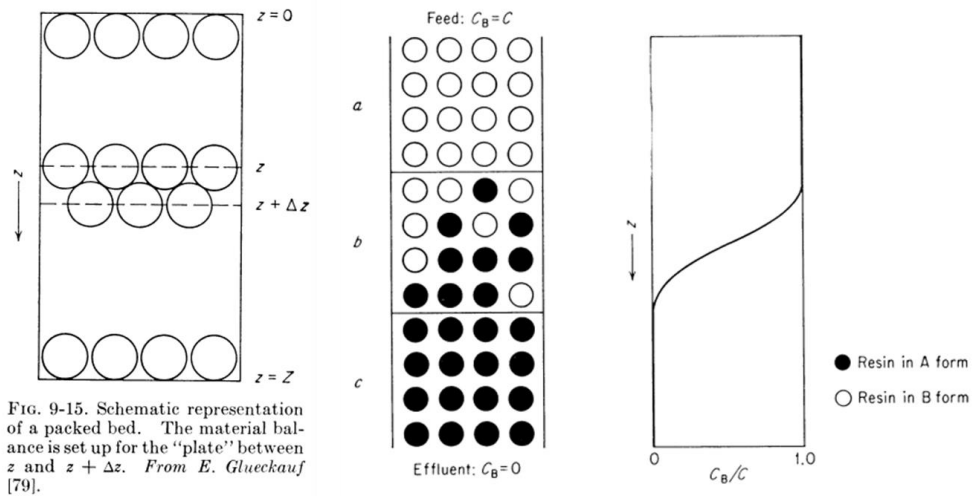 z = 0
z
z
z + Δz
z = Z
FIG. 9-15. Schematic representation
of a packed bed. The material bal-
ance is set up for the “plate” between
z and z + Δz. From E. Glueckauf
[79].
Feed: C_B = C
a
b
c
Effluent: C_B = 0
z
0
1.0
C_B/C
Resin in A form
Resin in B form